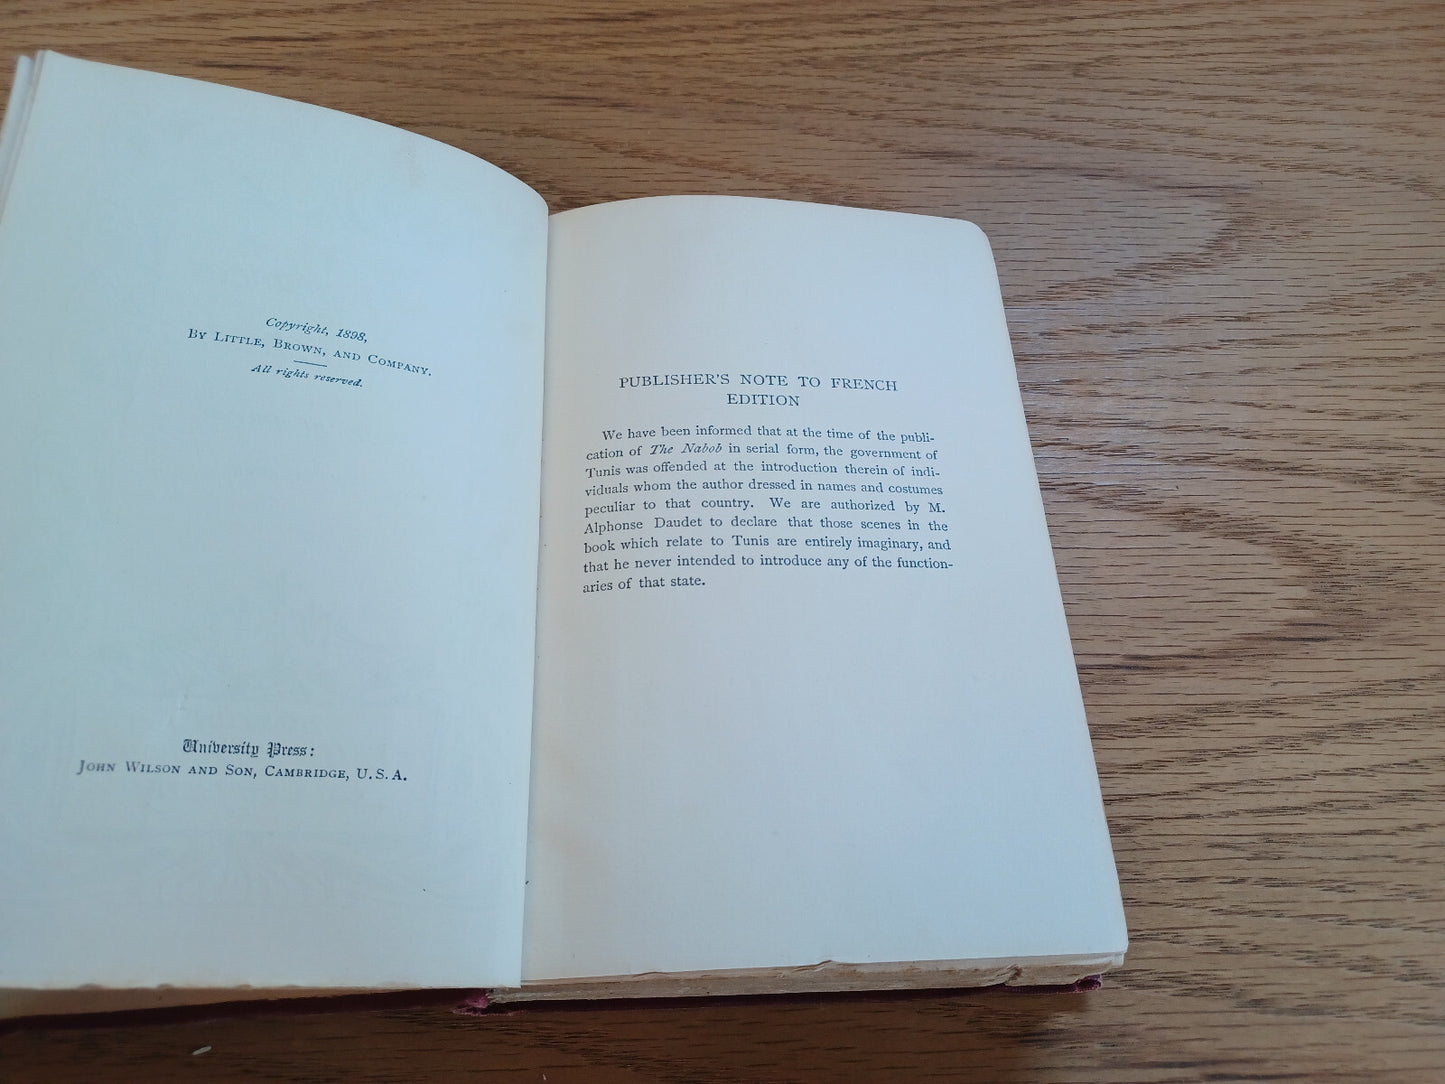 Copyright, 1898,
By Little, Brown, and Company.
All rights reserved.
University Press:
John Wilson and Son, Cambridge, U.S.A.
PUBLISHER'S NOTE TO FRENCH
EDITION
We have been informed that at the time of the publi-
cation of The Nabob in serial form, the government of
Tunis was offended at the introduction therein of indi-
viduals whom the author dressed in names and costumes
peculiar to that country. We are authorized by M.
Alphonse Daudet to declare that those scenes in the
book which relate to Tunis are entirely imaginary, and
that he never intended to introduce any of the function-
aries of that state.